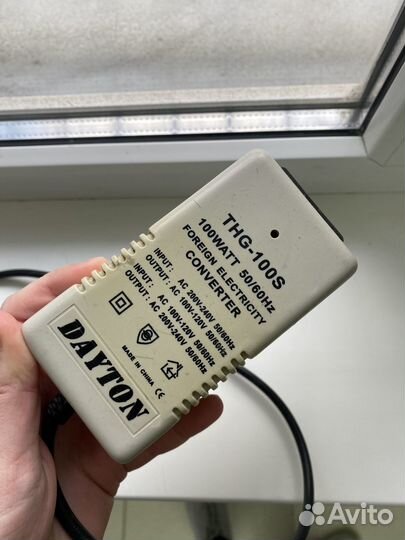 THG-100S
100WATT 50/60Hz
FOREIGN ELECTRICITY
CONVERTER
INPUT: AC 200V-240V 50/60Hz
OUTPUT: AC 100V-120V 50/60Hz
INPUT: AC 100V-120V 50/60Hz
OUTPUT: AC 200V-240V 50/60Hz
MADE IN CHINA CE
DAYTON
Avito